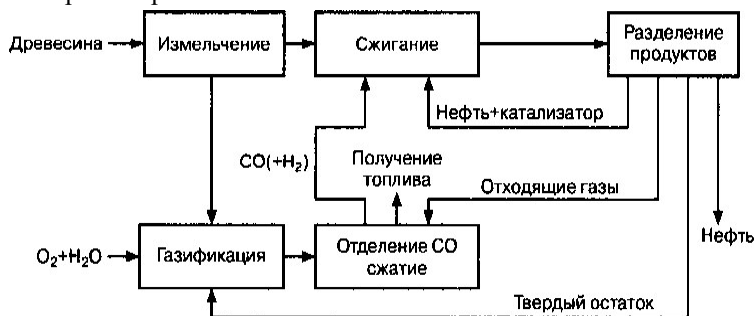 Древесина
Измельчение
Сжигание
Разделение
продуктов
Нефть+катализатор
CO(+H₂)
Получение
топлива
Отходящие газы
Нефть
O₂+H₂O
Газификация
Отделение CO
сжатие
Твердый остаток